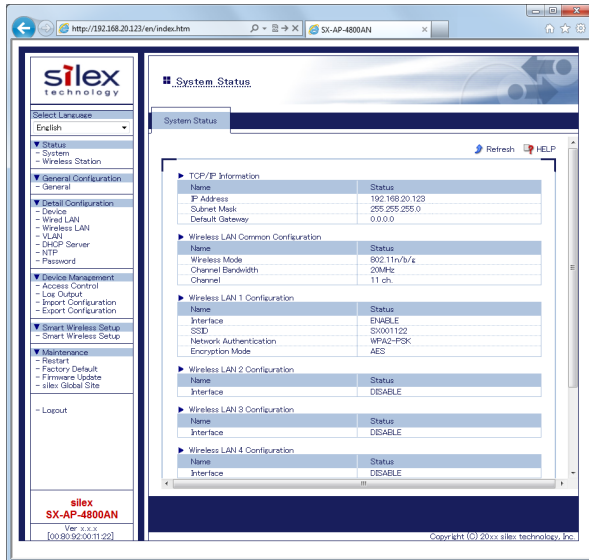 http://192.168.20.123/en/index.htm
SX-AP-4800AN
silex
technology
Select Language
English
▼ Status
- System
- Wireless Station
▼ General Configuration
- General
▼ Detail Configuration
- Device
- Wired LAN
- Wireless LAN
- VLAN
- DHCP Server
- NTP
- Password
▼ Device Management
- Access Control
- Log Output
- Import Configuration
- Export Configuration
▼ Smart Wireless Setup
- Smart Wireless Setup
▼ Maintenance
- Restart
- Factory Default
- Firmware Update
- silex Global Site
- Logout
silex
SX-AP-4800AN
Ver x.x.x
[00:80:92:00:11:22]
System Status
System Status
Refresh HELP
TCP/IP Information
Name Status
IP Address 192.168.20.123
Subnet Mask 255.255.255.0
Default Gateway 0.0.0.0
Wireless LAN Common Configuration
Name Status
Wireless Mode 802.11n/b/g
Channel Bandwidth 20MHz
Channel 11 ch.
Wireless LAN 1 Configuration
Name Status
Interface ENABLE
SSID SX001122
Network Authentication WPA2-PSK
Encryption Mode AES
Wireless LAN 2 Configuration
Name Status
Interface DISABLE
Wireless LAN 3 Configuration
Name Status
Interface DISABLE
Wireless LAN 4 Configuration
Name Status
Interface DISABLE
Copyright (C) 20xx silex technology, Inc.